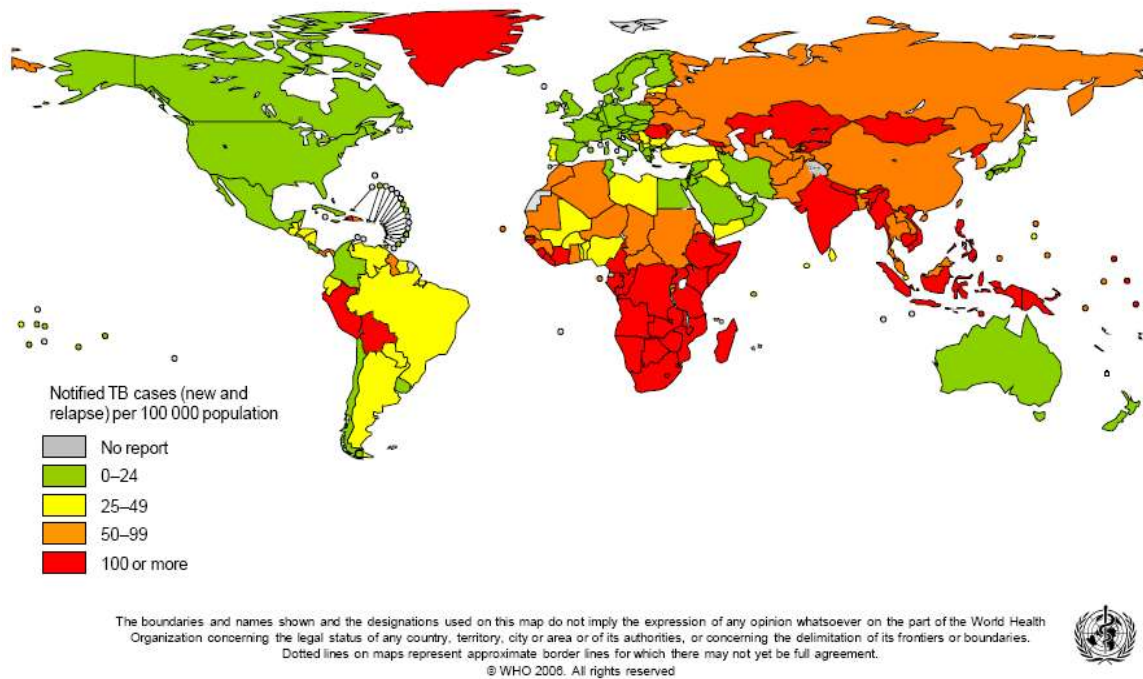 Notified TB cases (new and
relapse) per 100 000 population
No report
0–24
25–49
50–99
100 or more
The boundaries and names shown and the designations used on this map do not imply the expression of any opinion whatsoever on the part of the World Health
Organization concerning the legal status of any country, territory, city or area or of its authorities, or concerning the delimitation of its frontiers or boundaries.
Dotted lines on maps represent approximate border lines for which there may not yet be full agreement.
© WHO 2006. All rights reserved